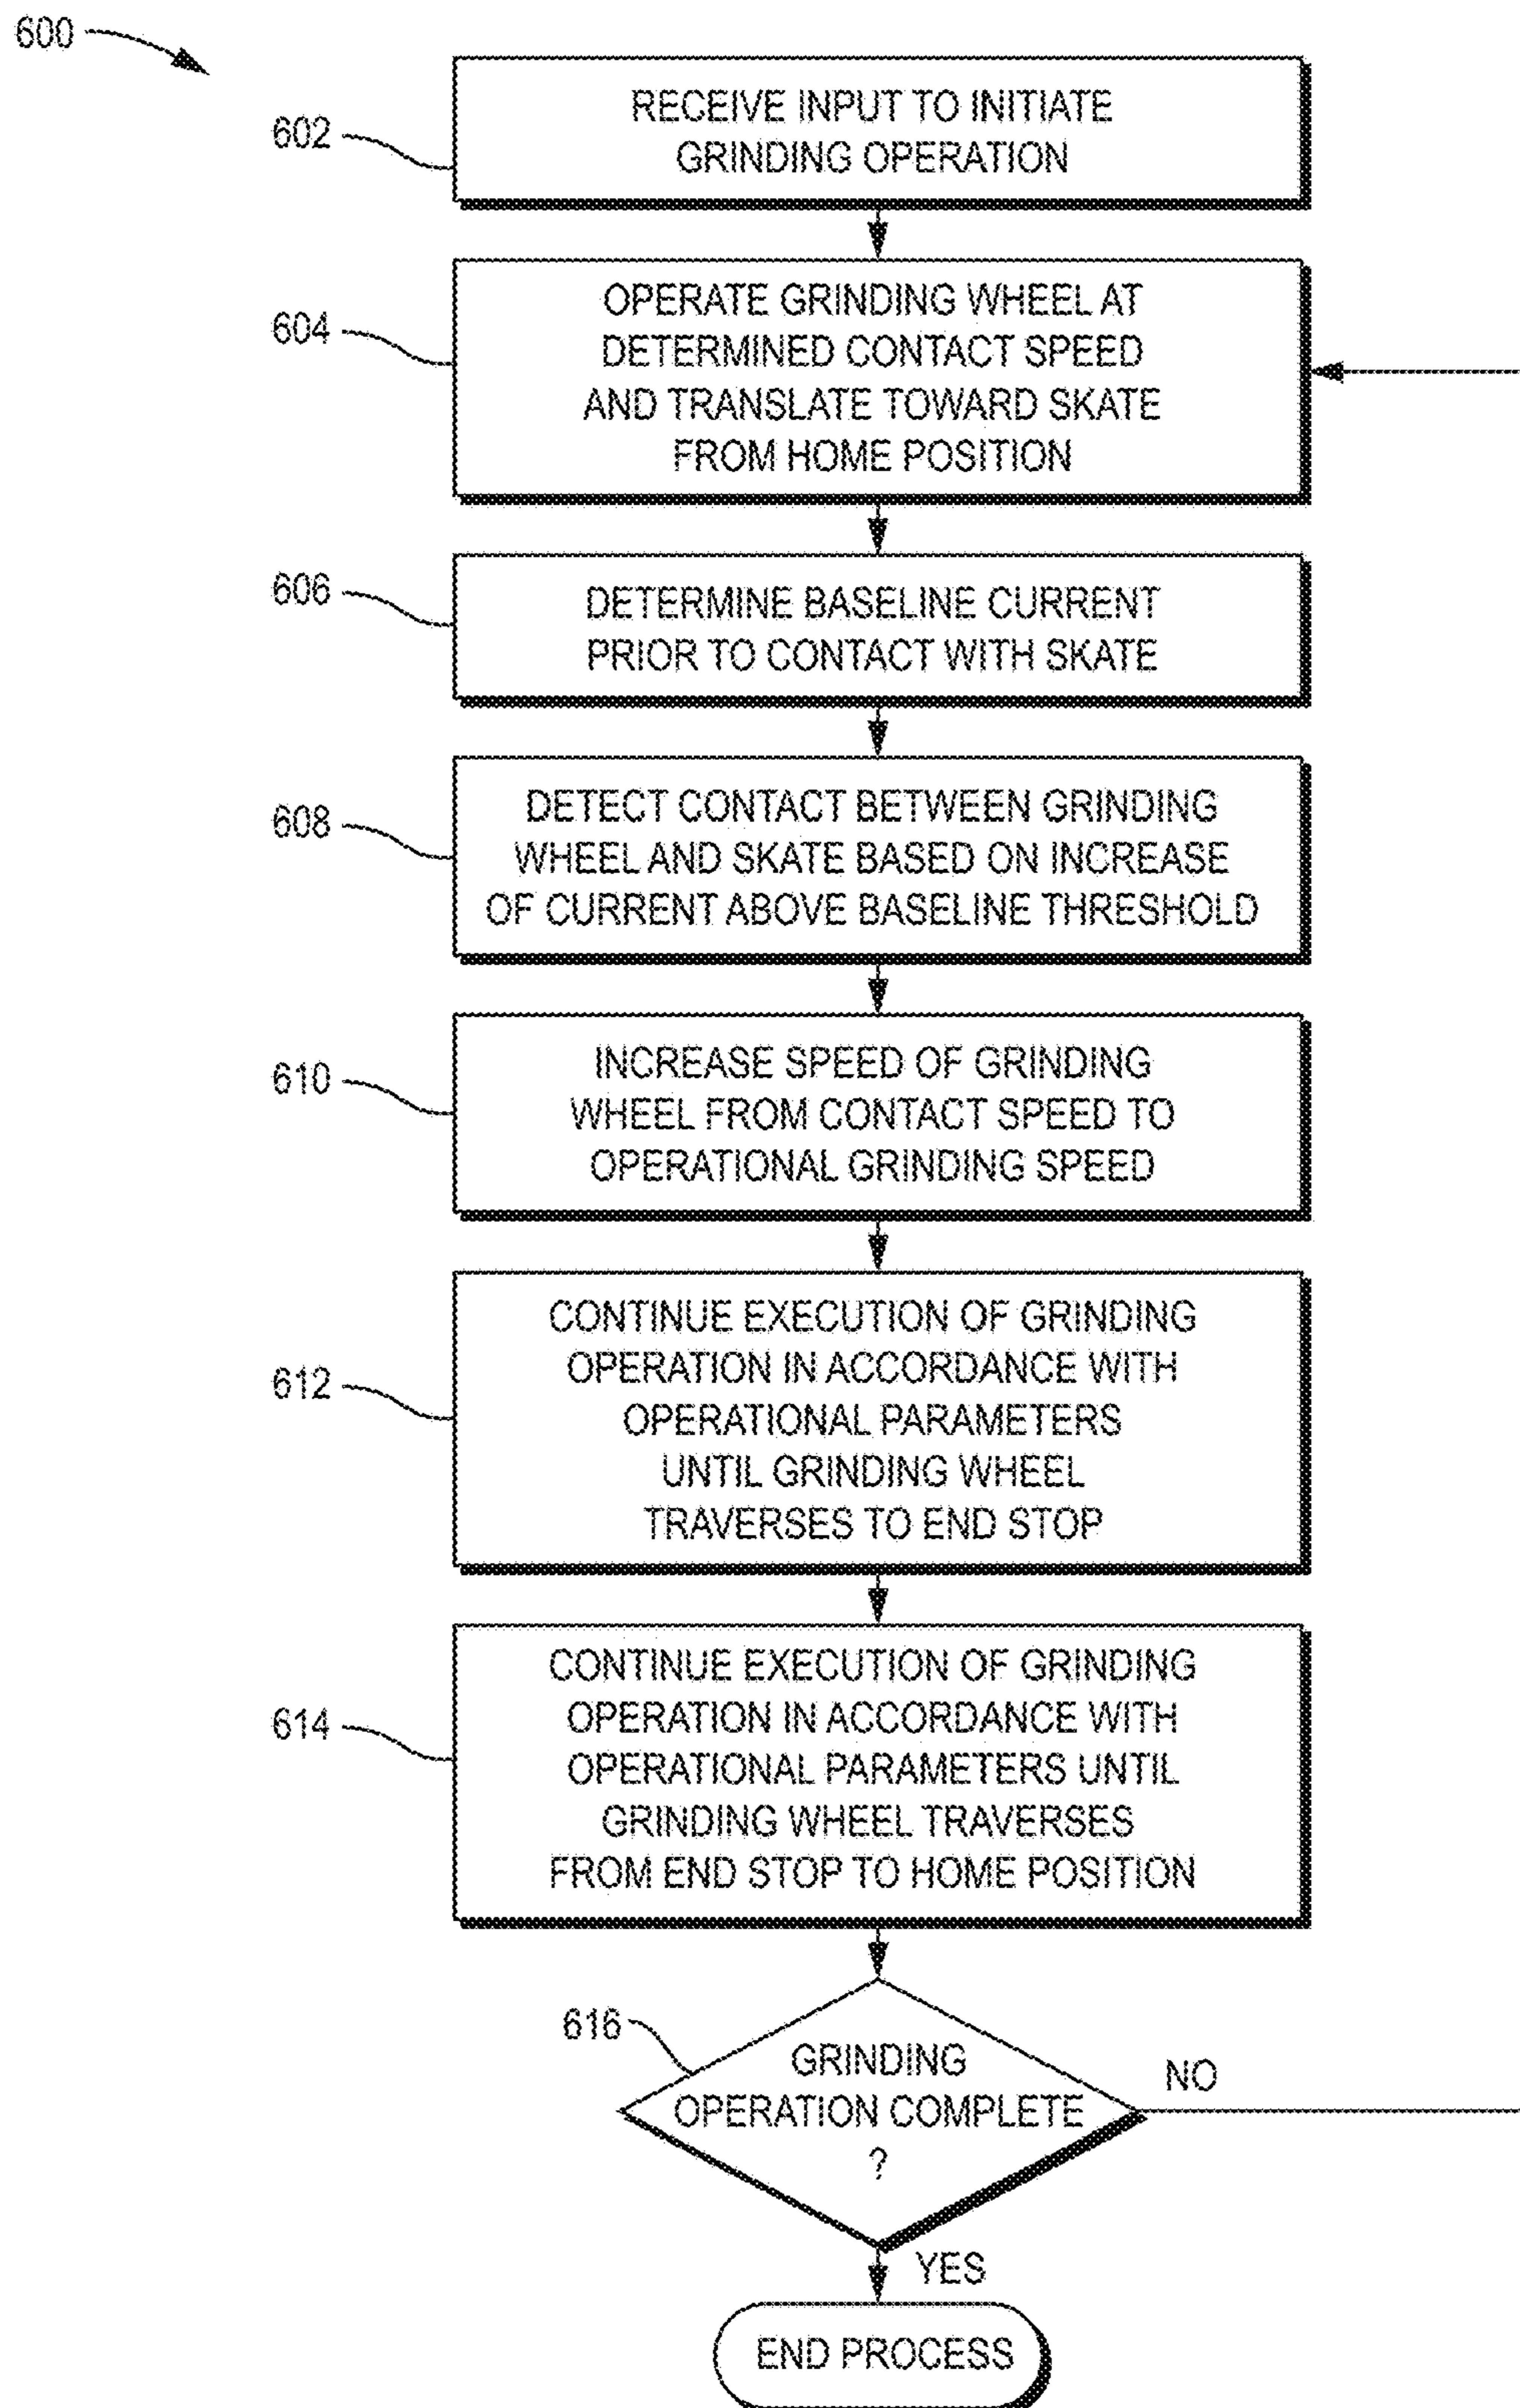 600
602
RECEIVE INPUT TO INITIATE
GRINDING OPERATION
604
OPERATE GRINDING WHEEL AT
DETERMINED CONTACT SPEED
AND TRANSLATE TOWARD SKATE
FROM HOME POSITION
606
DETERMINE BASELINE CURRENT
PRIOR TO CONTACT WITH SKATE
608
DETECT CONTACT BETWEEN GRINDING
WHEEL AND SKATE BASED ON INCREASE
OF CURRENT ABOVE BASELINE THRESHOLD
610
INCREASE SPEED OF GRINDING
WHEEL FROM CONTACT SPEED TO
OPERATIONAL GRINDING SPEED
612
CONTINUE EXECUTION OF GRINDING
OPERATION IN ACCORDANCE WITH
OPERATIONAL PARAMETERS
UNTIL GRINDING WHEEL
TRAVERSES TO END STOP
614
CONTINUE EXECUTION OF GRINDING
OPERATION IN ACCORDANCE WITH
OPERATIONAL PARAMETERS UNTIL
GRINDING WHEEL TRAVERSES
FROM END STOP TO HOME POSITION
616
GRINDING
OPERATION COMPLETE
?
NO
YES
END PROCESS